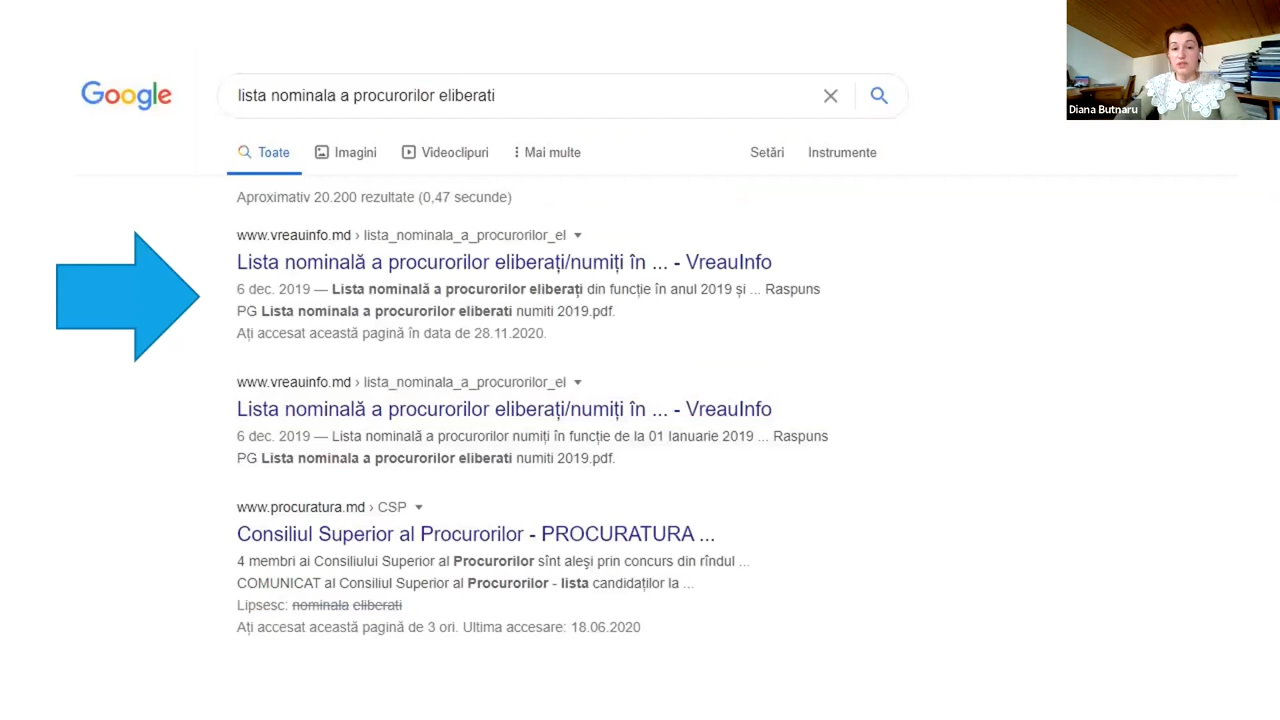 Google
lista nominala a procurorilor eliberati
Diana Butnaru
Toate
Imagini
Videoclipuri
Mai multe
Setări
Instrumente
Aproximativ 20.200 rezultate (0,47 secunde)
www.vreauinfo.md › lista_nominala_a_procurorilor_el
Lista nominală a procurorilor eliberați/numiți în ... - VreauInfo
6 dec. 2019 — Lista nominală a procurorilor eliberați din funcție în anul 2019 și ... Raspuns
PG Lista nominala a procurorilor eliberati numiti 2019.pdf.
Ați accesat această pagină în data de 28.11.2020.
www.vreauinfo.md › lista_nominala_a_procurorilor_el
Lista nominală a procurorilor eliberați/numiți în ... - VreauInfo
6 dec. 2019 — Lista nominală a procurorilor numiți în funcție de la 01 Ianuarie 2019 ... Raspuns
PG Lista nominala a procurorilor eliberati numiti 2019.pdf.
www.procuratura.md › CSP
Consiliul Superior al Procurorilor - PROCURATURA ...
4 membri ai Consiliului Superior al Procurorilor sînt aleşi prin concurs din rîndul ...
COMUNICAT al Consiliul Superior al Procurorilor - lista candidaților la ...
Lipsesc: nominala eliberati
Ați accesat această pagină de 3 ori. Ultima accesare: 18.06.2020